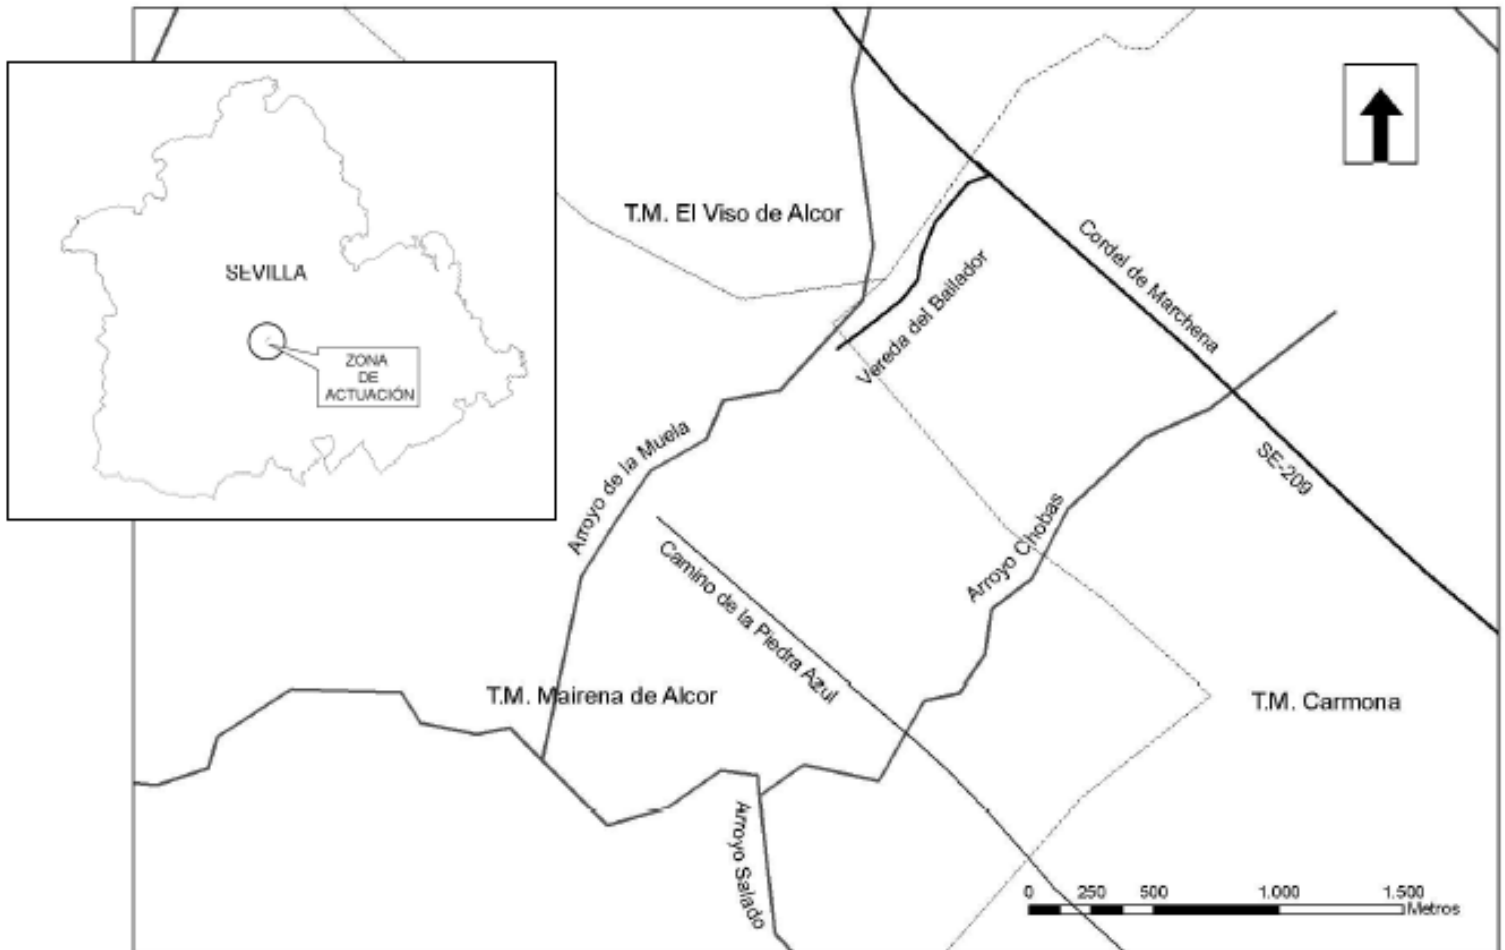 T.M. El Viso de Alcor
SEVILLA
ZONA
DE
ACTUACIÓN
Cordel de Marchena
Vereda del Bailador
Arroyo de la Muela
SE-209
Arroyo Chobas
Camino de la Piedra Azul
T.M. Mairena de Alcor
T.M. Carmona
Arroyo Salado
0 250 500 1.000 1.500
Metros